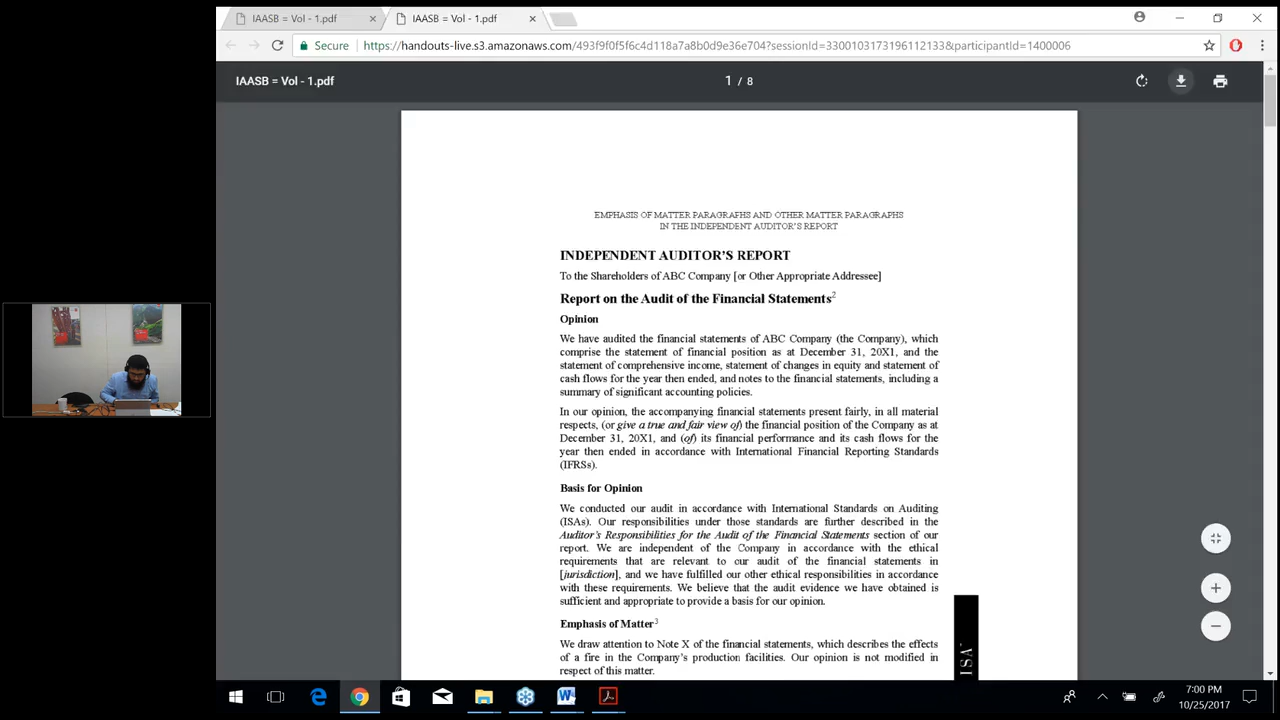 IAASB = Vol - 1.pdf
IAASB = Vol - 1.pdf
Secure https://handouts-live.s3.amazonaws.com/493f9f0f5f6c4d118a7a8b0d9e36e704?sessionId=3300103173196112133&participantId=1400006
IAASB = Vol - 1.pdf
1 / 8
EMPHASIS OF MATTER PARAGRAPHS AND OTHER MATTER PARAGRAPHS
IN THE INDEPENDENT AUDITOR'S REPORT
INDEPENDENT AUDITOR'S REPORT
To the Shareholders of ABC Company [or Other Appropriate Addressee]
Report on the Audit of the Financial Statements2
Opinion
We have audited the financial statements of ABC Company (the Company), which
comprise the statement of financial position as at December 31, 20X1, and the
statement of comprehensive income, statement of changes in equity and statement of
cash flows for the year then ended, and notes to the financial statements, including a
summary of significant accounting policies.
In our opinion, the accompanying financial statements present fairly, in all material
respects, (or give a true and fair view of) the financial position of the Company as at
December 31, 20X1, and (of) its financial performance and its cash flows for the
year then ended in accordance with International Financial Reporting Standards
(IFRSs).
Basis for Opinion
We conducted our audit in accordance with International Standards on Auditing
(ISAs). Our responsibilities under those standards are further described in the
Auditor's Responsibilities for the Audit of the Financial Statements section of our
report. We are independent of the Company in accordance with the ethical
requirements that are relevant to our audit of the financial statements in
[jurisdiction], and we have fulfilled our other ethical responsibilities in accordance
with these requirements. We believe that the audit evidence we have obtained is
sufficient and appropriate to provide a basis for our opinion.
Emphasis of Matter3
We draw attention to Note X of the financial statements, which describes the effects
of a fire in the Company's production facilities. Our opinion is not modified in
respect of this matter.
7:00 PM
10/25/2017